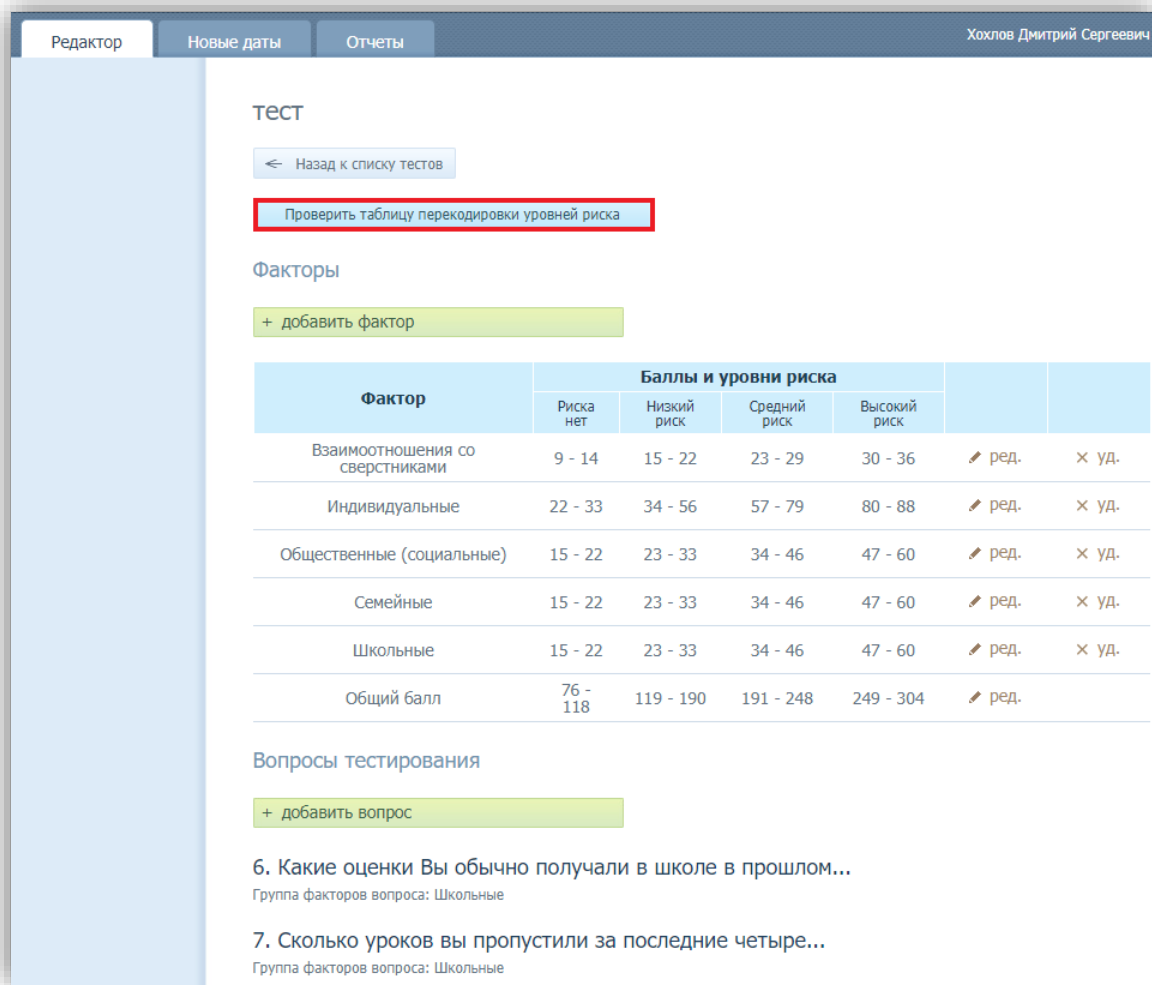 Редактор
Новые даты
Отчеты
Хохлов Дмитрий Сергеевич
тест
← Назад к списку тестов
Проверить таблицу перекодировки уровней риска
Факторы
+ добавить фактор
Фактор
Баллы и уровни риска
Риска нет
Низкий риск
Средний риск
Высокий риск
Взаимоотношения со сверстниками 9 - 14 15 - 22 23 - 29 30 - 36 ред. × уд.
Индивидуальные 22 - 33 34 - 56 57 - 79 80 - 88 ред. × уд.
Общественные (социальные) 15 - 22 23 - 33 34 - 46 47 - 60 ред. × уд.
Семейные 15 - 22 23 - 33 34 - 46 47 - 60 ред. × уд.
Школьные 15 - 22 23 - 33 34 - 46 47 - 60 ред. × уд.
Общий балл 76 - 118 119 - 190 191 - 248 249 - 304 ред.
Вопросы тестирования
+ добавить вопрос
6. Какие оценки Вы обычно получали в школе в прошлом...
Группа факторов вопроса: Школьные
7. Сколько уроков вы пропустили за последние четыре...
Группа факторов вопроса: Школьные